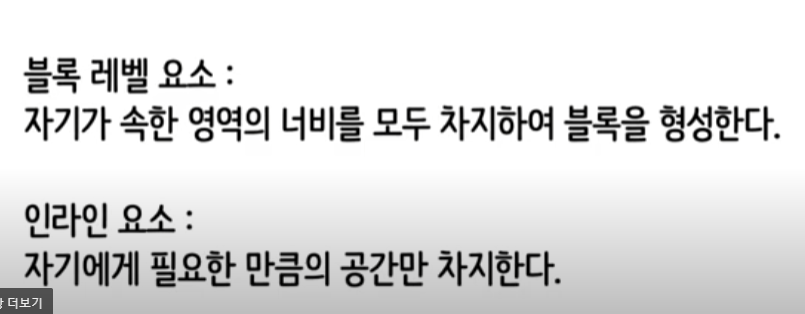 블록 레벨 요소 :
자기가 속한 영역의 너비를 모두 차지하여 블록을 형성한다.
인라인 요소 :
자기에게 필요한 만큼의 공간만 차지한다.
더보기